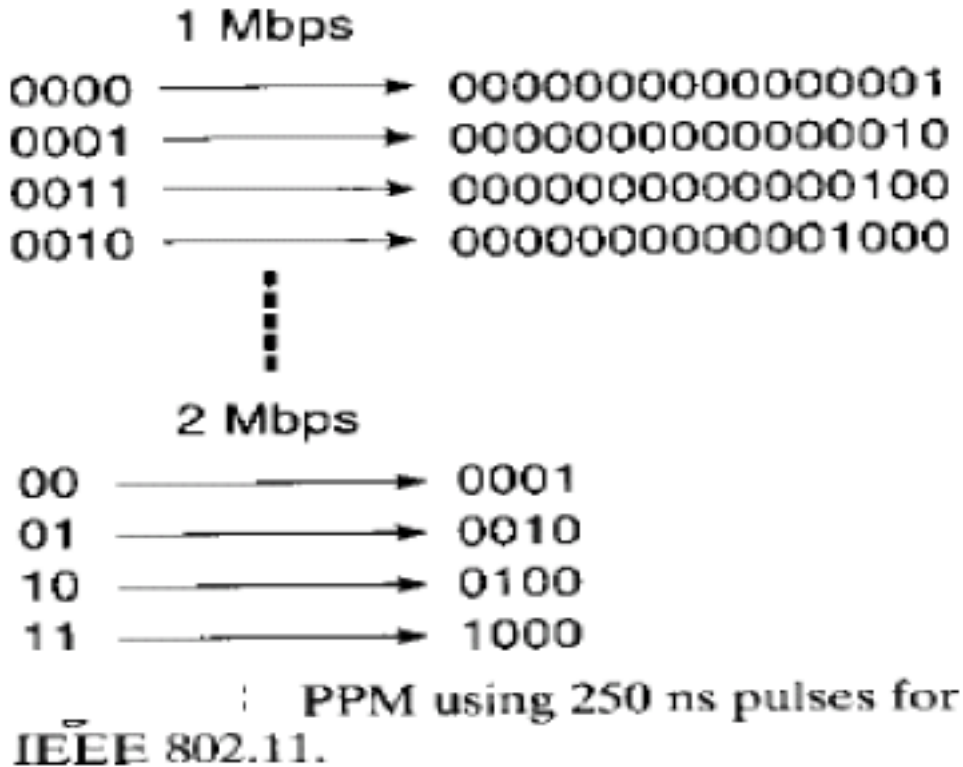 1 Mbps
0000 → 0000000000000001
0001 → 0000000000000010
0011 → 0000000000000100
0010 → 0000000000001000
2 Mbps
00 → 0001
01 → 0010
10 → 0100
11 → 1000
PPM using 250 ns pulses for
IEEE 802.11.